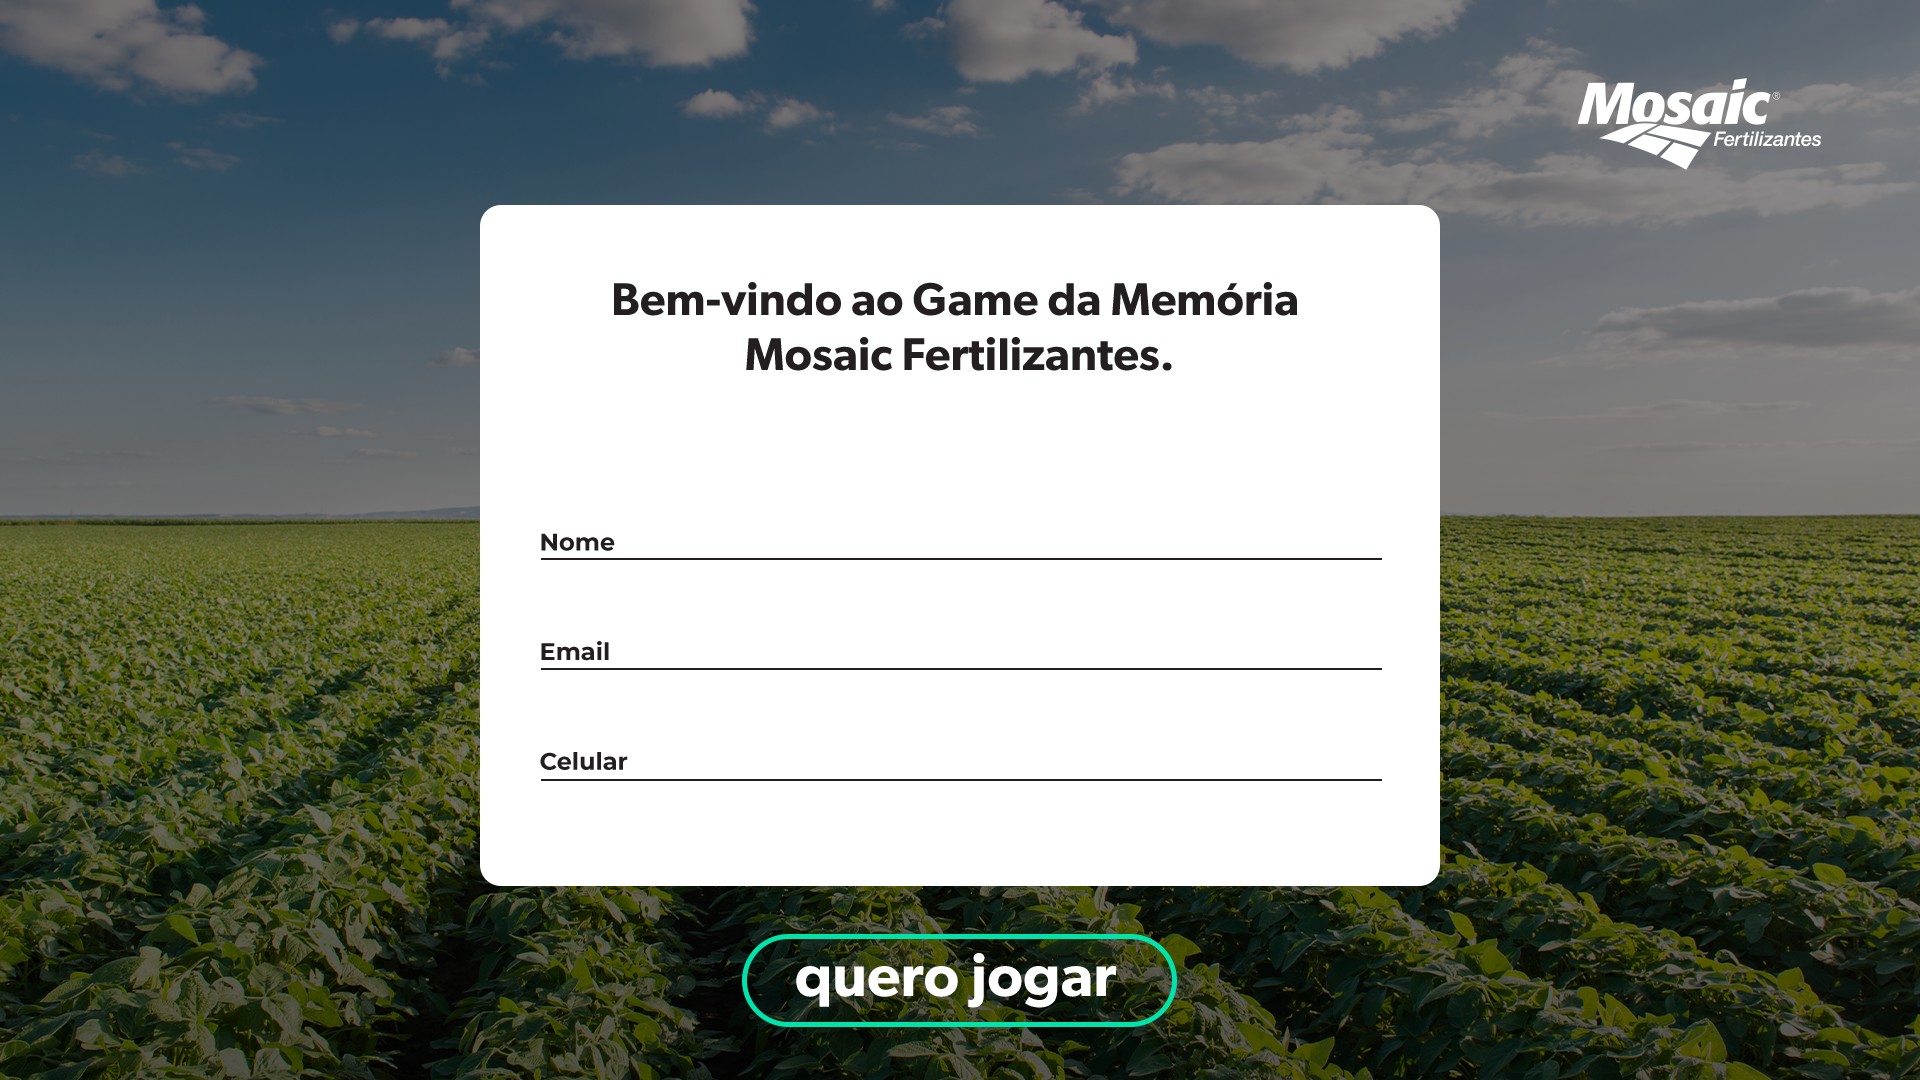 Mosaic®
Fertilizantes
Bem-vindo ao Game da Memória
Mosaic Fertilizantes.
Nome
Email
Celular
quero jogar